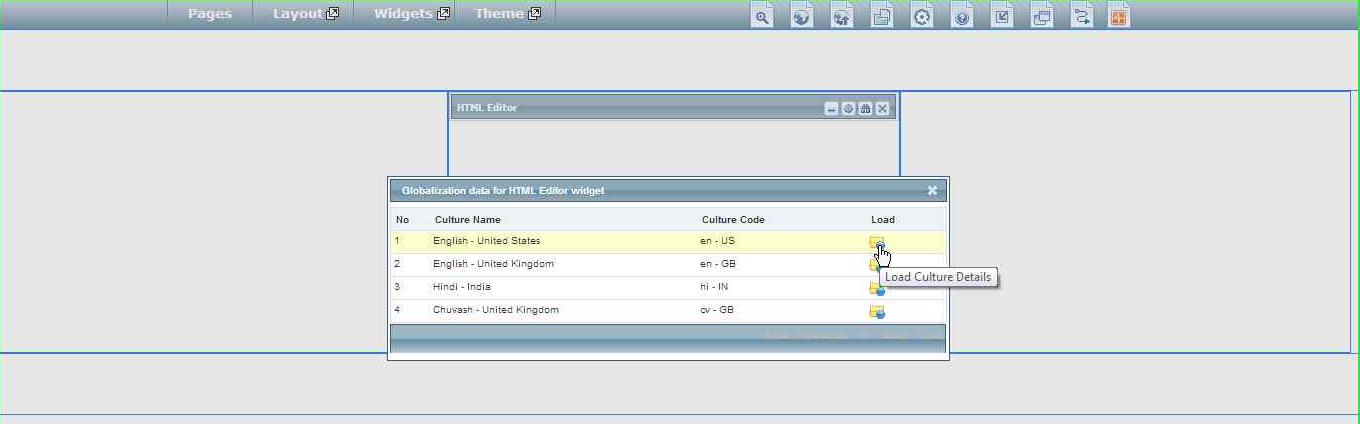 Pages Layout Widgets Theme
HTML Editor
Globalization data for HTML Editor widget
No Culture Name Culture Code Load
1 English - United States en - US
2 English - United Kingdom en - GB
Load Culture Details
3 Hindi - India hi - IN
4 Chuvash - United Kingdom cv - GB